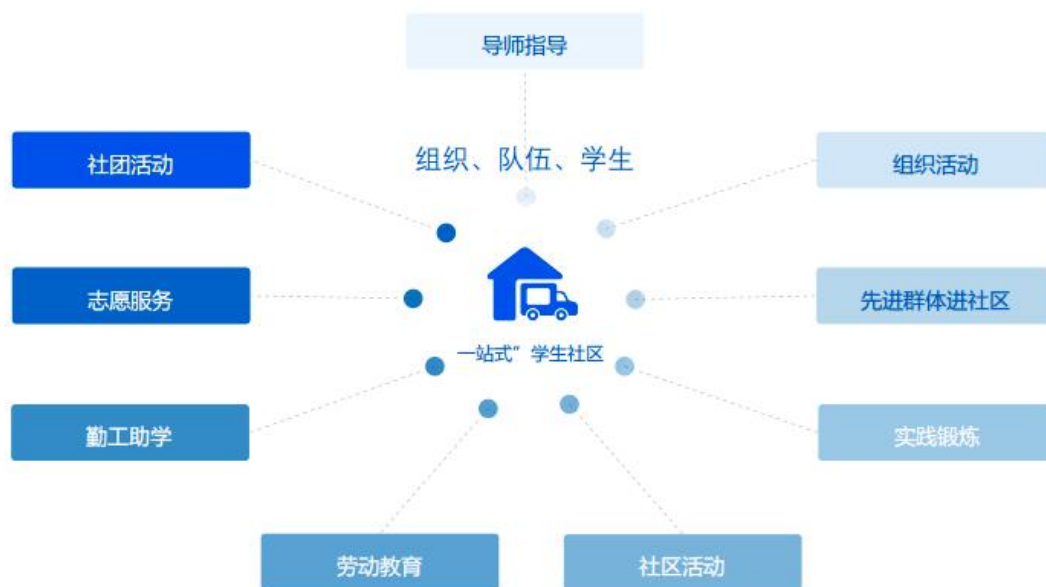 导师指导
社团活动
组织、队伍、学生
组织活动
志愿服务
先进群体进社区
一站式”学生社区
勤工助学
实践锻炼
劳动教育
社区活动